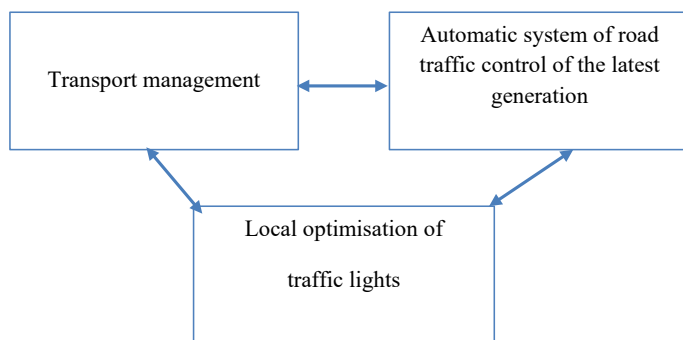 Transport management
Automatic system of road
traffic control of the latest
generation
Local optimisation of
traffic lights